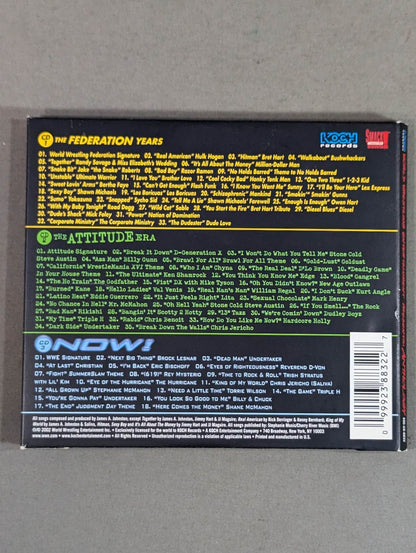 CD 1 THE FEDERATION YEARS
KOCH records
SMACKDOWN! RECORDS
01. World Wrestling Federation Signature 02. "Real American" Hulk Hogan 03. "Hitman" Bret Hart 04. "Walkabout" Bushwhackers
05. "Together" Randy Savage & Miss Elizabeth's Wedding 06. "It's All About The Money" Million-Dollar Man
07. "Snake Bit" Jake "The Snake" Roberts 08. "Bad Boy" Razor Ramon 09. "No Holds Barred" Theme to No Holds Barred
10. "Unstable" Ultimate Warrior 11. "I Love You" Brother Love 12. "Cool Cocky Bad" Honky Tonk Man 13. "One Two Three" 1-2-3 Kid
14. "Sweet Lovin' Arms" Bertha Faye 15. "Can't Get Enough" Flash Funk 16. "I Know You Want Me" Sunny 17. "I'll Be Your Hero" Lex Express
18. "Sexy Boy" Shawn Michaels 19. "Los Boricuas" Los Boricuas 20. "Schizophrenic" Mankind 21. "Smokin'" Smokin' Gunns
22. "Sumo" Yokozuna 23. "Snapped" Sycho Sid 24. "Tell Me A Lie" Shawn Michaels' Farewell 25. "Enough Is Enough" Owen Hart
26. "With My Baby Tonight" Road Dogg 27. "Wild Cat" Sable 28. "You Start the Fire" Bret Hart Tribute 29. "Diesel Blues" Diesel
30. "Dude's Shack" Mick Foley 31. "Power" Nation of Domination
32. "Corporate Ministry" The Corporate Ministry 33. "The Dudester" Dude Love
CD 2 THE ATTITUDE ERA
01. Attitude Signature 02. "Break It Down" D-Generation X 03. "I Won't Do What You Tell Me" Stone Cold
Steve Austin 04. "Ass Man" Billy Gunn 05. "Brawl For All" Brawl For All Theme 06. "Gold-Lust" Goldust
07. "California" WrestleMania XVI Theme 08. "Who I Am" Chyna 09. "The Real Deal" D'Lo Brown 10. "Deadly Game"
In Your House Theme 11. "The Ultimate" Ken Shamrock 12. "You Think You Know Me" Edge 13. "Blood" Gangrel
14. "The Ho Train" The Godfather 15. "Pist" DX with Mike Tyson 16. "Oh You Didn't Know?" New Age Outlaws
17. "Burned" Kane 18. "Hello Ladies" Val Venis 19. "Real Man's Man" William Regal 20. "I Don't Suck" Kurt Angle
21. "Latino Heat" Eddie Guerrero 22. "It Just Feels Right" Lita 23. "Sexual Chocolate" Mark Henry
24. "No Chance In Hell" Mr. McMahon 25. "Oh Hell Yeah" Stone Cold Steve Austin 26. "If You Smell..." The Rock
27. "Bad Man" Rikishi 28. "Bangin' It" Scotty 2 Hotty 29. "13" Tazz 30. "We're Comin' Down" Dudley Boyz
31. "My Time" Triple H 32. "Rabid" Chris Benoit 33. "How Do You Like Me Now?" Hardcore Holly
34. "Dark Side" Undertaker 35. "Break Down The Walls" Chris Jericho
CD 3 NOW!
01. WWE Signature 02. "Next Big Thing" Brock Lesnar 03. "Dead Man" Undertaker
04. "At Last" Christian 05. "I'm Back" Eric Bischoff 06. "Eyes of Righteousness" Reverend D-Von
07. "Fight" SummerSlam Theme 08. "619" Rey Mysterio 09. "Time to Rock & Roll" Trish Stratus
with Lil' Kim 10. "Eye of the Hurricane" The Hurricane 11. "King of My World" Chris Jericho (Saliva)
12. "All Grown Up" Stephanie McMahon 13. "Need a Little Time" Torrie Wilson 14. "The Game" Triple H
15. "You're Gonna Pay" Undertaker 16. "You Look So Good to Me" Billy & Chuck
17. "The End" Judgment Day Theme 18. "Here Comes the Money" Shane McMahon
0 99923 88322 7